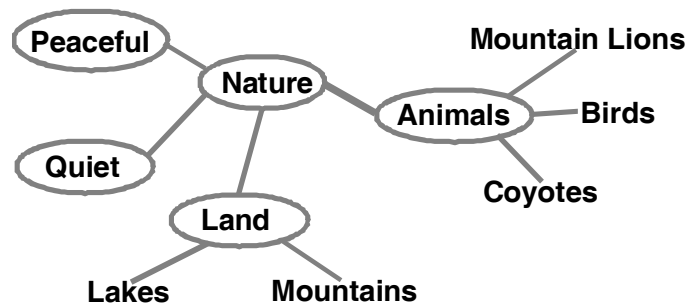 Peaceful
Mountain Lions
Nature
Animals
Birds
Quiet
Coyotes
Land
Lakes
Mountains